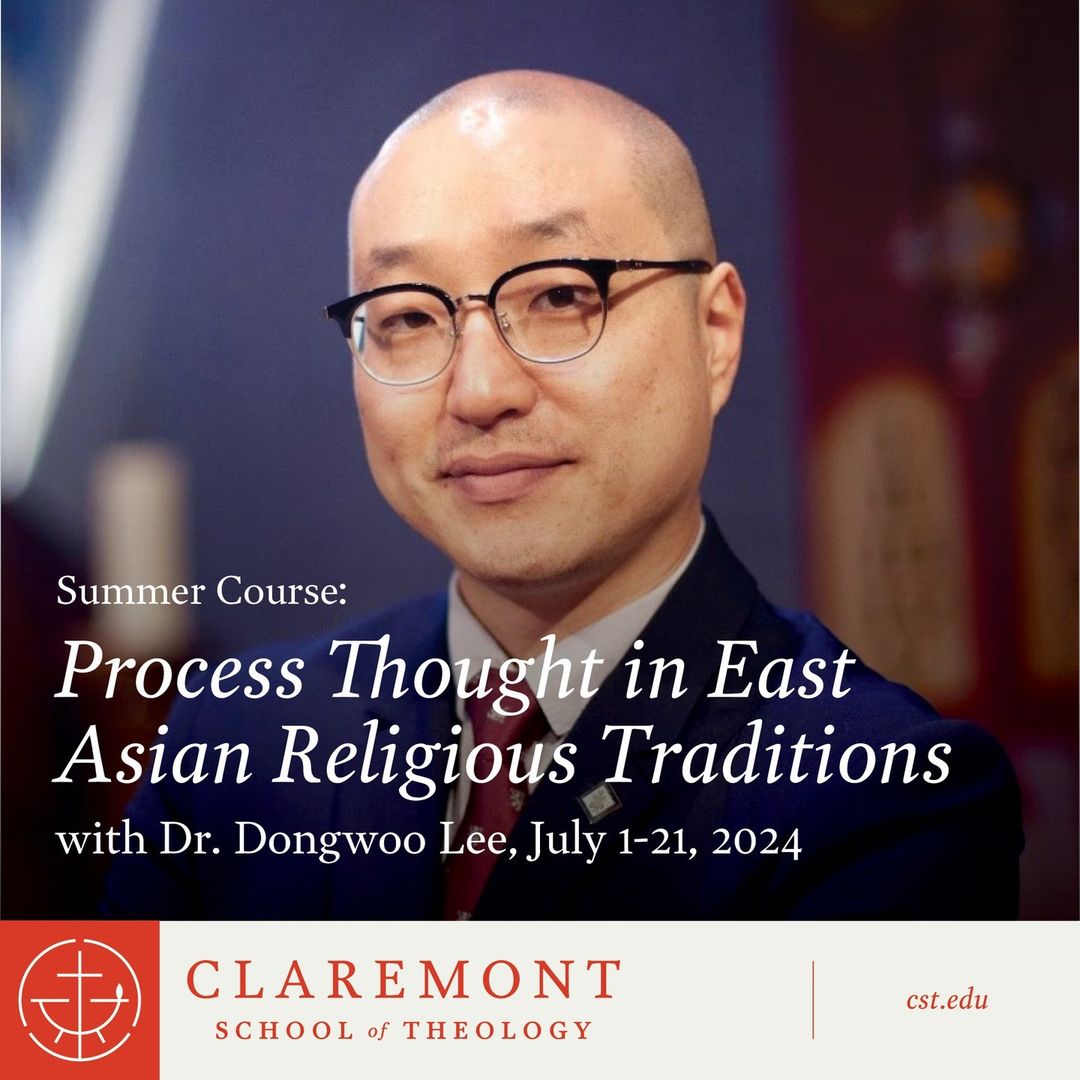 Summer Course:
Process Thought in East
Asian Religious Traditions
with Dr. Dongwoo Lee, July 1-21, 2024
CLAREMONT
SCHOOL of THEOLOGY
cst.edu